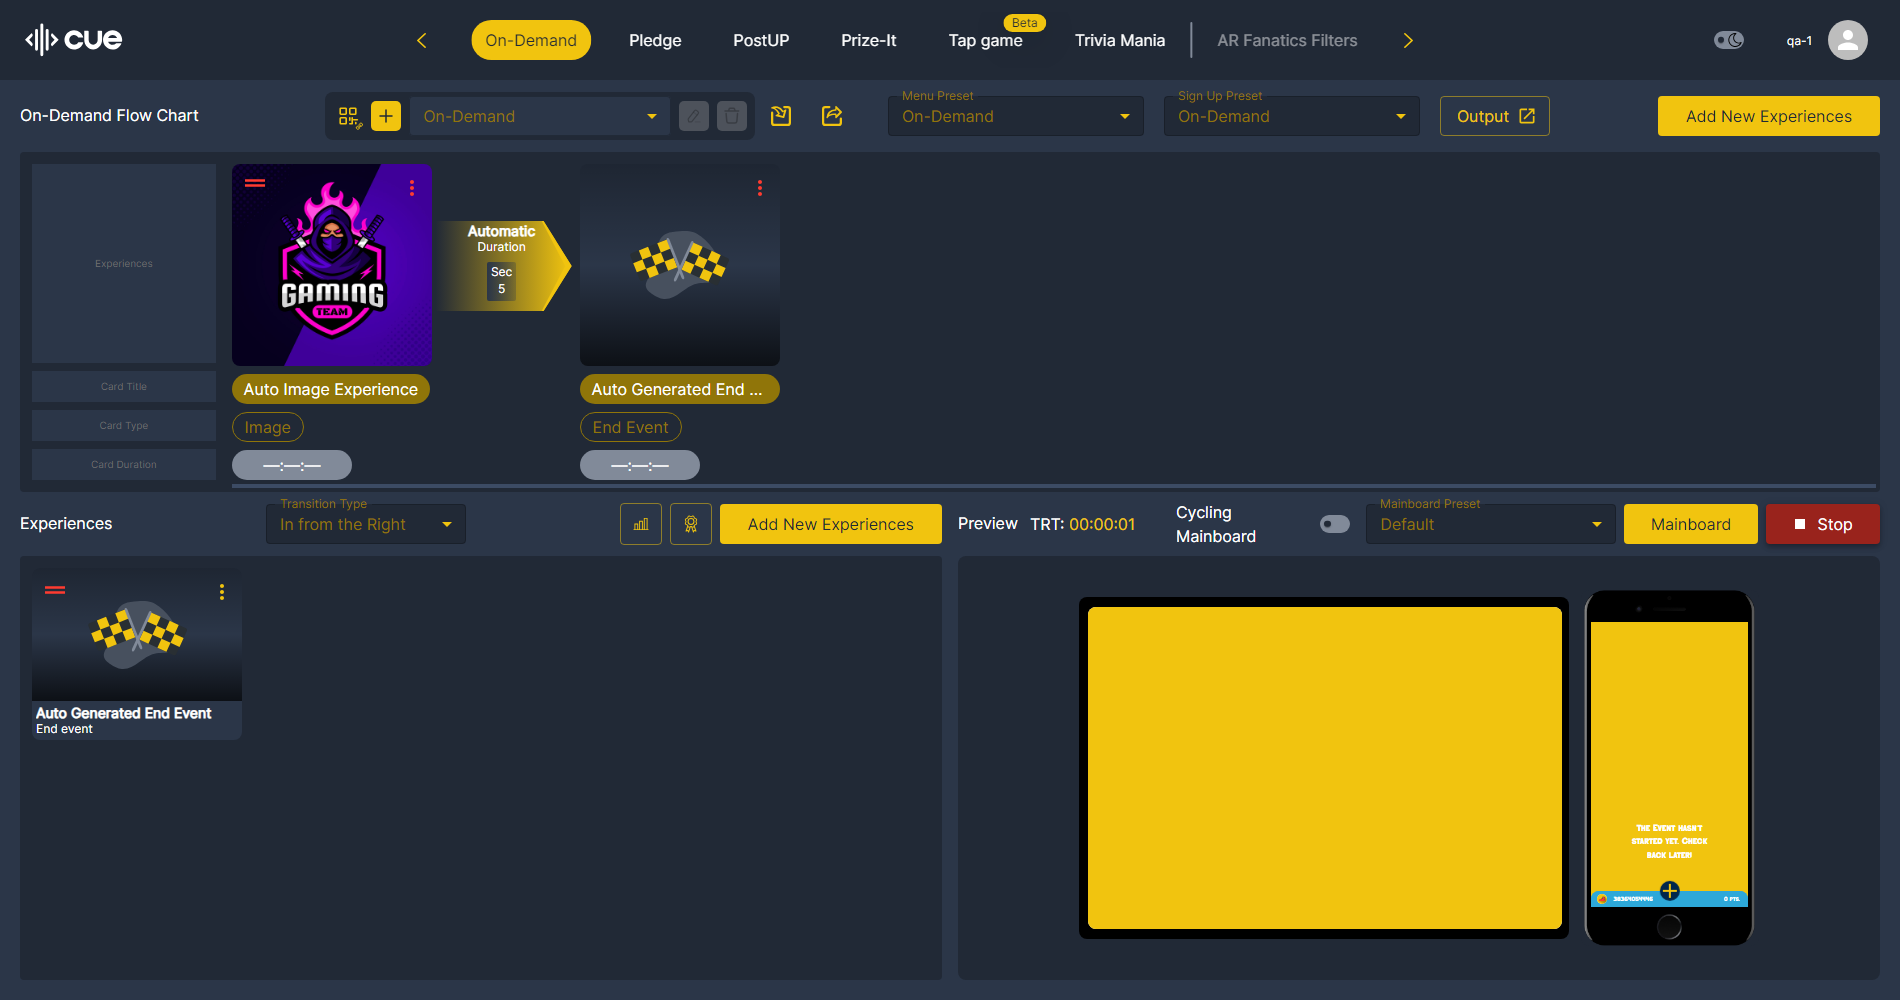 cue
On-Demand
Pledge
PostUP
Prize-It
Tap game
Beta
Trivia Mania
AR Fanatics Filters
qa-1
On-Demand Flow Chart
On-Demand
Menu Preset
On-Demand
Sign Up Preset
On-Demand
Output
Add New Experiences
Experiences
Card Title
Card Type
Card Duration
GAMING
TEAM
Automatic
Duration
Sec
5
Auto Image Experience
Image
—:—:—
Auto Generated End ...
End Event
—:—:—
Experiences
Transition Type
In from the Right
Add New Experiences
Preview
TRT: 00:00:01
Cycling
Mainboard
Mainboard Preset
Default
Mainboard
Stop
Auto Generated End Event
End event
The Event hasn't
started yet. Check
back later!
0 PTS.